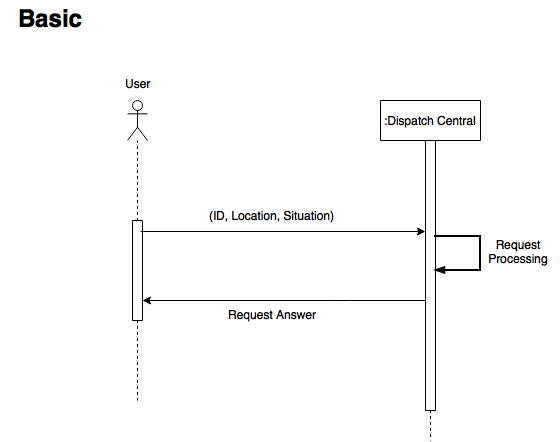 Basic
User
:Dispatch Central
(ID, Location, Situation)
Request
Processing
Request Answer